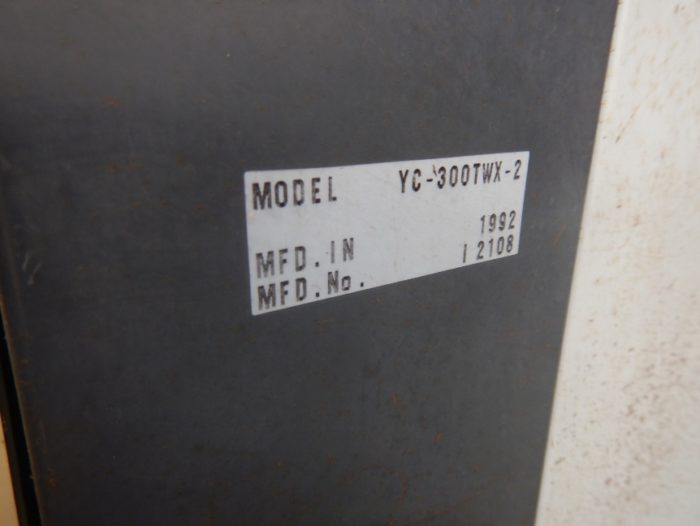 MODEL YC-300TWX-2
MFD. IN 1992
MFD. No. I 2108